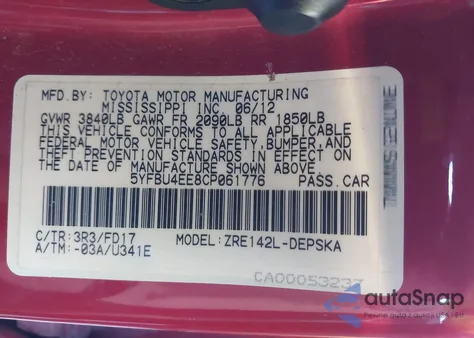 MFD.BY: TOYOTA MOTOR MANUFACTURING
MISSISSIPPI INC. 06/12
GVWR 3840LB GAWR FR 2090LB RR 1850LB
THIS VEHICLE CONFORMS TO ALL APPLICABLE
FEDERAL MOTOR VEHICLE SAFETY, BUMPER, AND
THEFT PREVENTION STANDARDS IN EFFECT ON
THE DATE OF MANUFACTURE SHOWN ABOVE.
5YFBU4EE8CP061776 PASS.CAR
C/TR:3R3/FD17 MODEL:ZRE142L-DEPSKA
A/TM:-03A/U341E
CA00053237
autoSnap